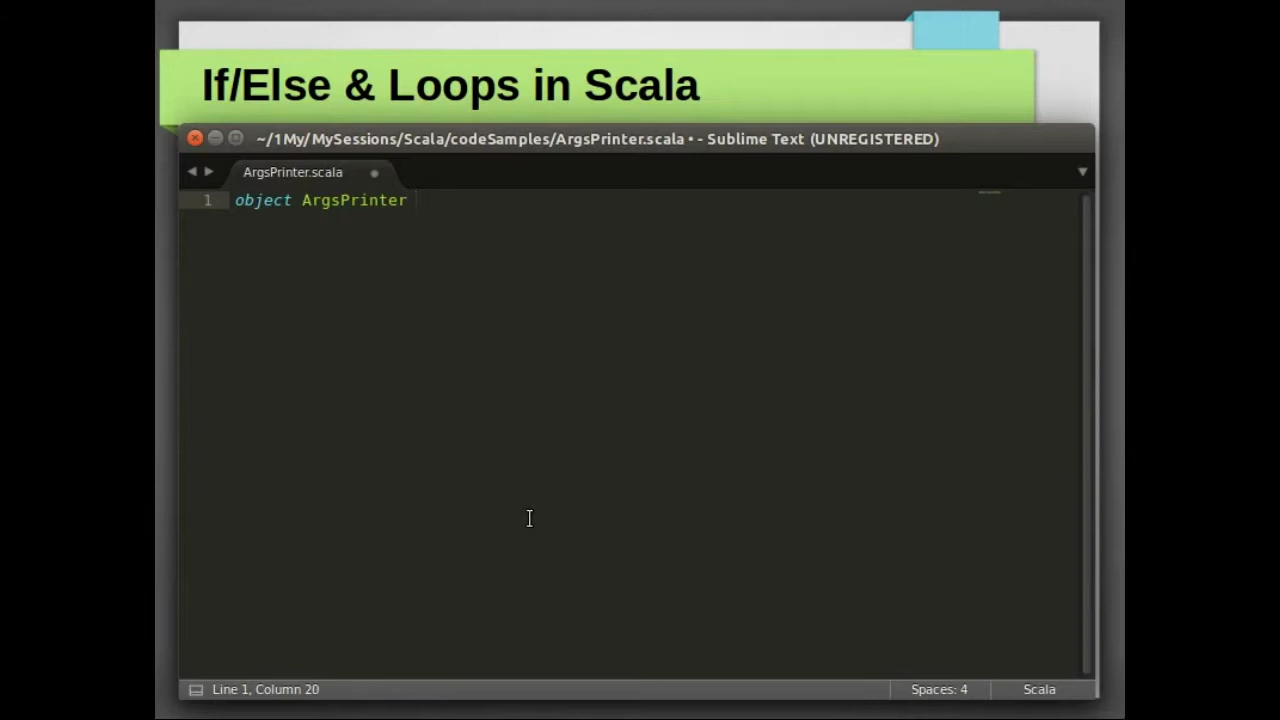 If/Else & Loops in Scala
~/1My/MySessions/Scala/codeSamples/ArgsPrinter.scala • - Sublime Text (UNREGISTERED)
ArgsPrinter.scala
1 object ArgsPrinter
Line 1, Column 20 Spaces: 4 Scala